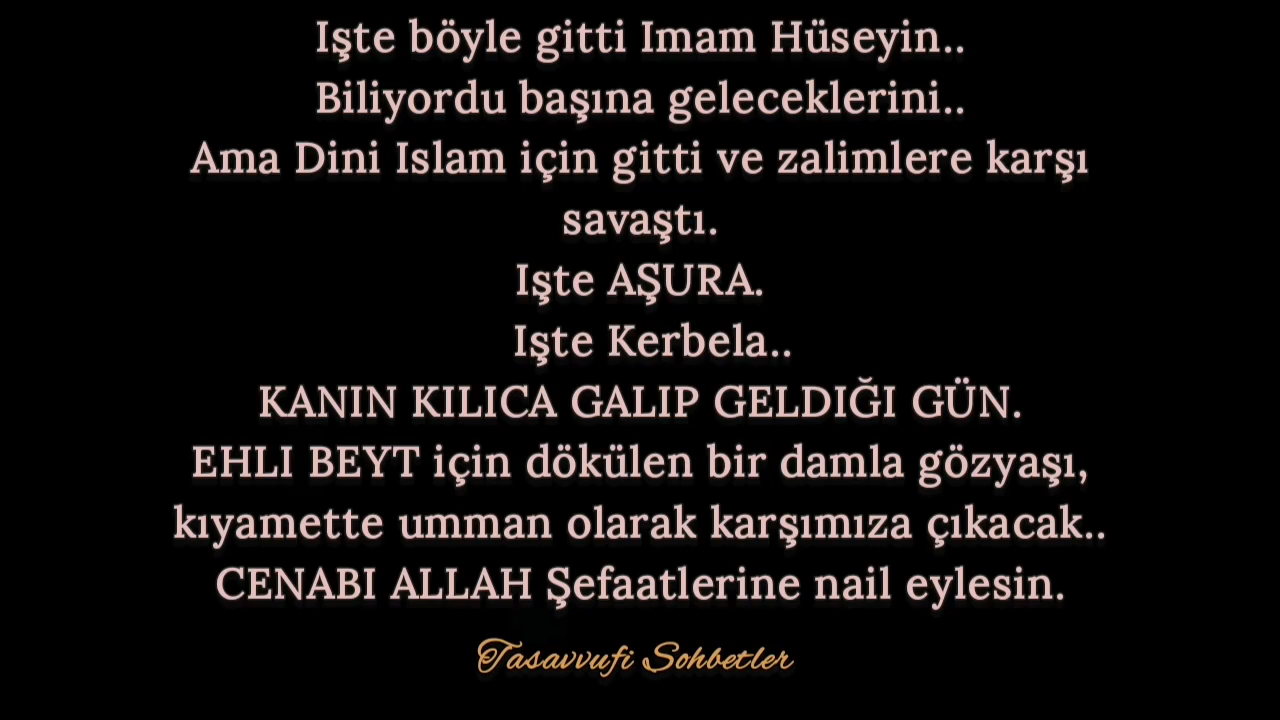 Işte böyle gitti Imam Hüseyin..
Biliyordu başına geleceklerini..
Ama Dini Islam için gitti ve zalimlere karşı
savaştı.
Işte AŞURA.
Işte Kerbela..
KANIN KILICA GALIP GELDIĞI GÜN.
EHLI BEYT için dökülen bir damla gözyaşı,
kıyamette umman olarak karşımıza çıkacak..
CENABI ALLAH Şefaatlerine nail eylesin.
Tasavvufi Sohbetler